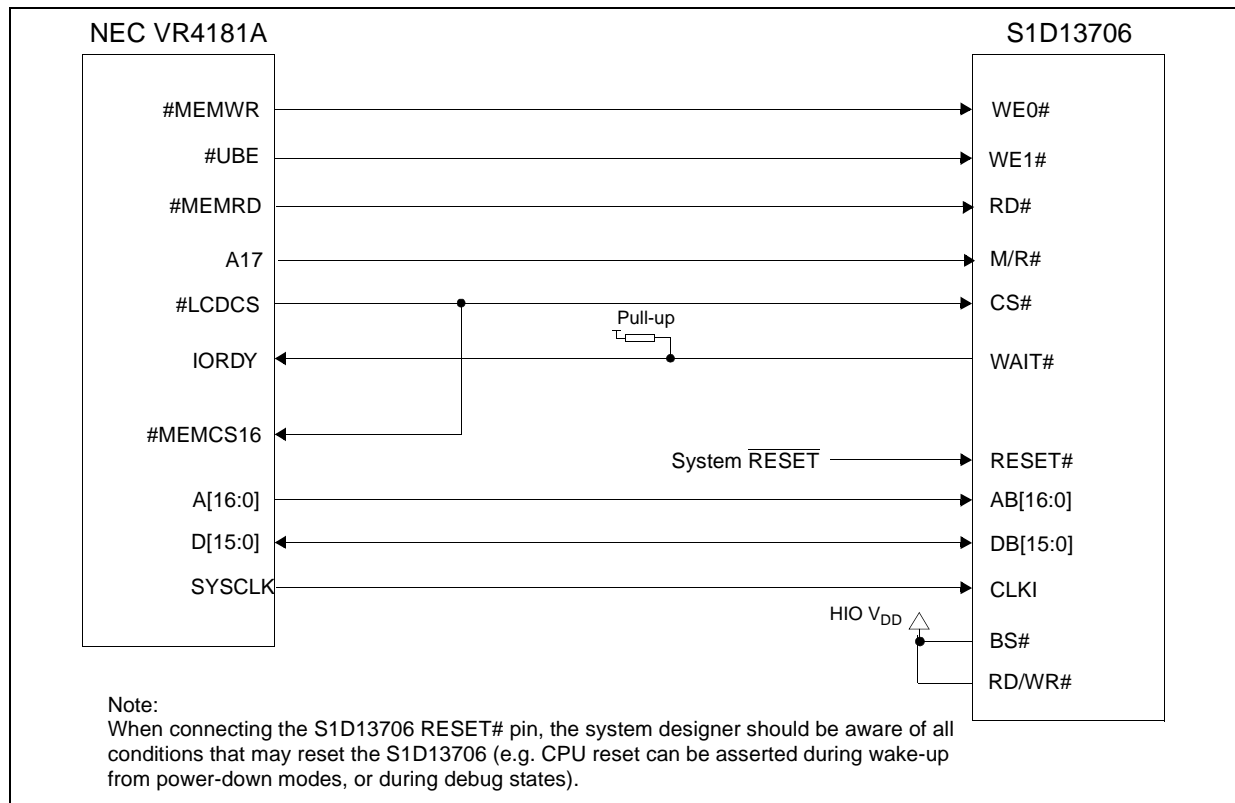 NEC VR4181A
S1D13706
#MEMWR
WE0#
#UBE
WE1#
#MEMRD
RD#
A17
M/R#
#LCDCS
CS#
Pull-up
IORDY
WAIT#
#MEMCS16
System RESET
RESET#
A[16:0]
AB[16:0]
D[15:0]
DB[15:0]
SYSCLK
CLKI
HIO VDD
BS#
RD/WR#
Note:
When connecting the S1D13706 RESET# pin, the system designer should be aware of all
conditions that may reset the S1D13706 (e.g. CPU reset can be asserted during wake-up
from power-down modes, or during debug states).